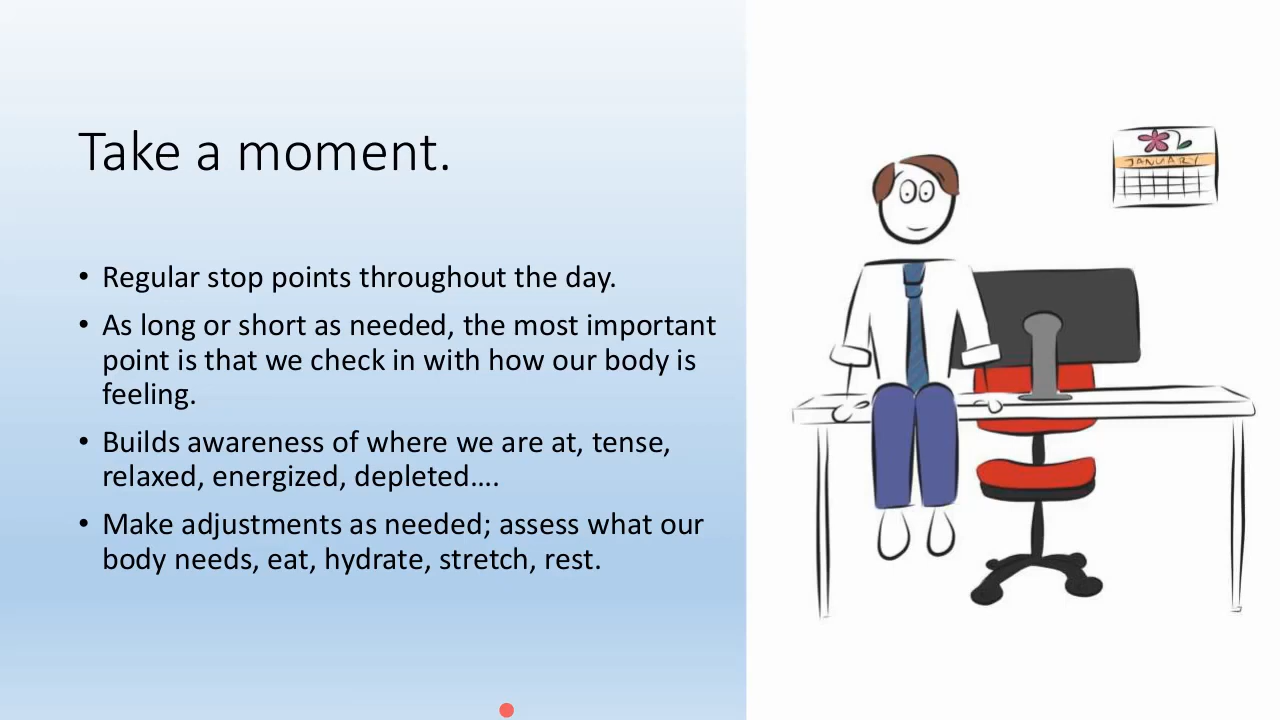 Take a moment.
• Regular stop points throughout the day.
• As long or short as needed, the most important
point is that we check in with how our body is
feeling.
• Builds awareness of where we are at, tense,
relaxed, energized, depleted....
• Make adjustments as needed; assess what our
body needs, eat, hydrate, stretch, rest.
JANUARY